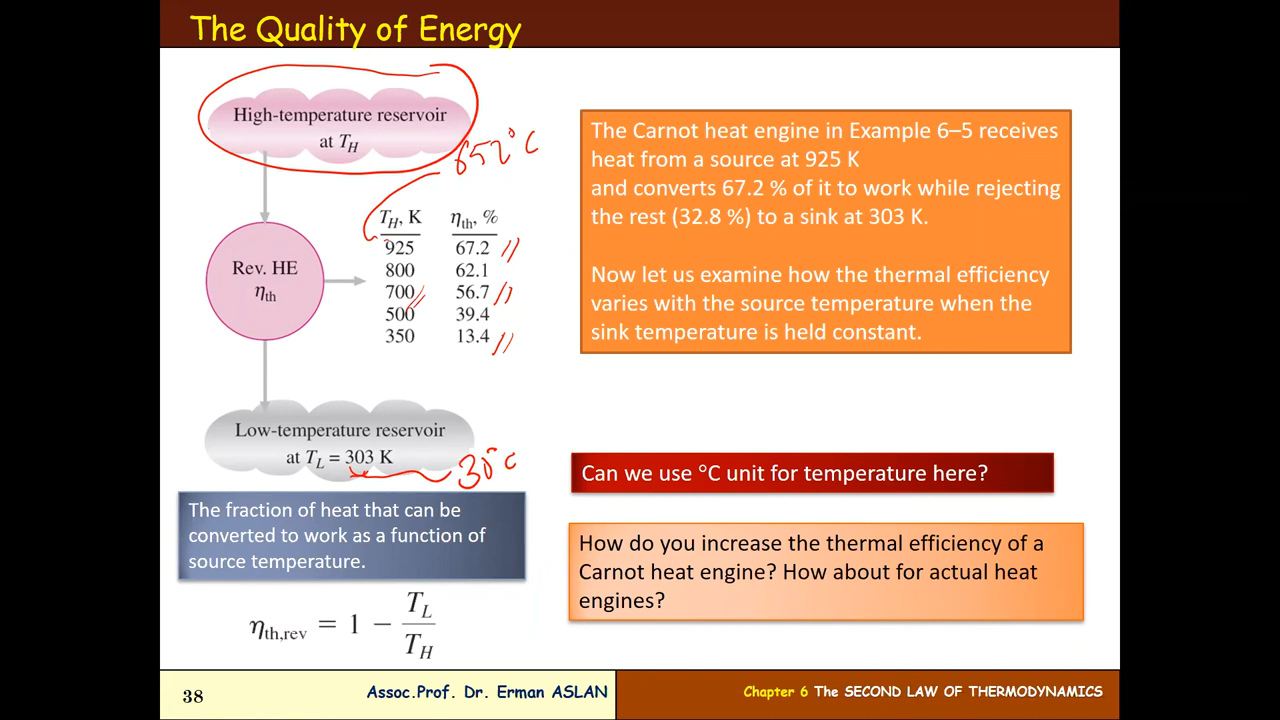 The Quality of Energy
High-temperature reservoir
at T_H
652°C
T_H, K η_th, %
925 67.2
800 62.1
700 56.7
500 39.4
350 13.4
Rev. HE
η_th
Low-temperature reservoir
at T_L = 303 K
30°C
The fraction of heat that can be
converted to work as a function of
source temperature.
η_th,rev = 1 − T_L/T_H
The Carnot heat engine in Example 6–5 receives
heat from a source at 925 K
and converts 67.2 % of it to work while rejecting
the rest (32.8 %) to a sink at 303 K.
Now let us examine how the thermal efficiency
varies with the source temperature when the
sink temperature is held constant.
Can we use °C unit for temperature here?
How do you increase the thermal efficiency of a
Carnot heat engine? How about for actual heat
engines?
38
Assoc.Prof. Dr. Erman ASLAN
Chapter 6 The SECOND LAW OF THERMODYNAMICS